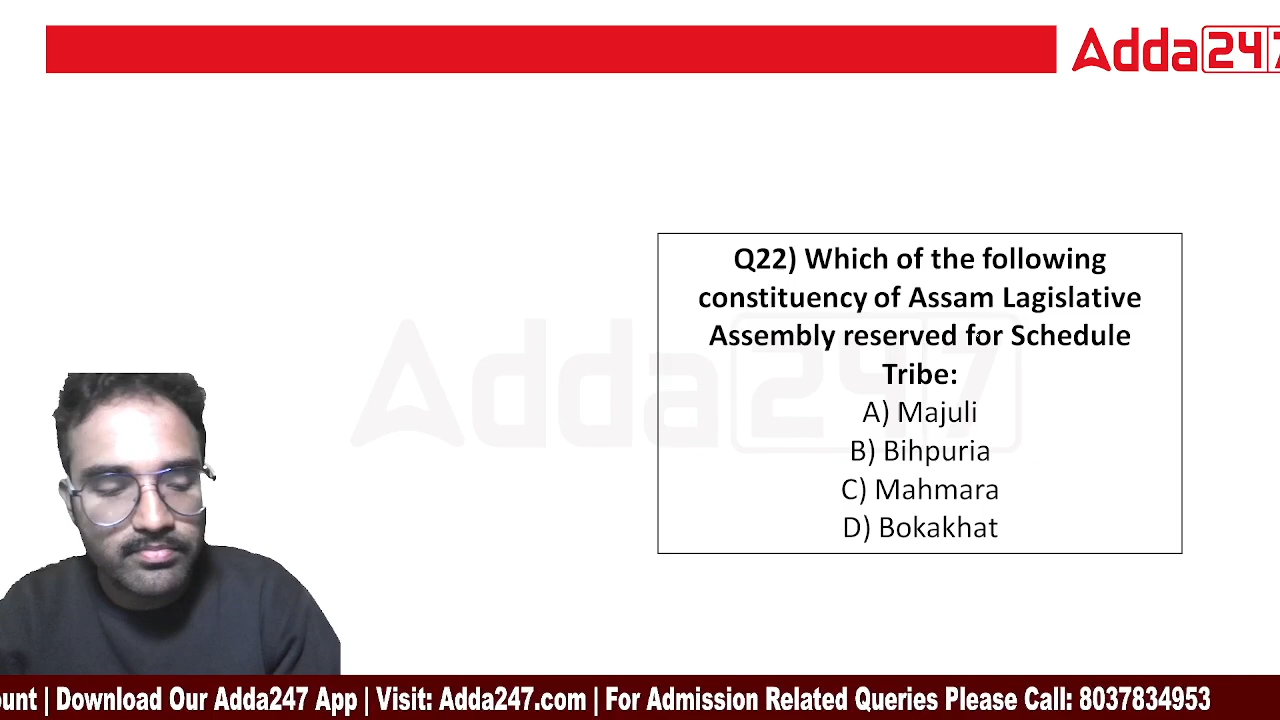 Adda247
Q22) Which of the following
constituency of Assam Lagislative
Assembly reserved for Schedule
Tribe:
A) Majuli
B) Bihpuria
C) Mahmara
D) Bokakhat
Adda247
ount | Download Our Adda247 App | Visit: Adda247.com | For Admission Related Queries Please Call: 8037834953